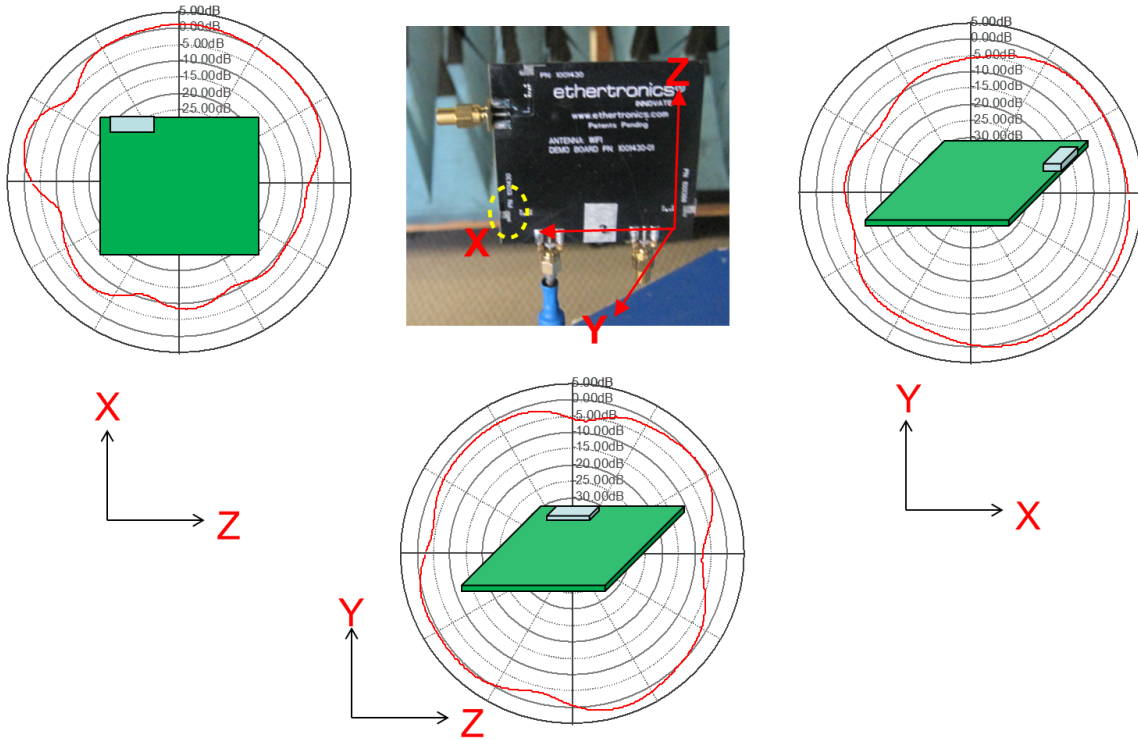 5.00dB
0.00dB
-5.00dB
-10.00dB
-15.00dB
-20.00dB
-25.00dB
X
Z
PN 1001430
ethertronics
INNOVATE
www.ethertronics.com
Patents Pending
ANTENNA WIFI
DEMO BOARD PN 1001430-01
Z
X
Y
5.00dB
0.00dB
-5.00dB
-10.00dB
-15.00dB
-20.00dB
-25.00dB
-30.00dB
Y
X
5.00dB
0.00dB
-5.00dB
-10.00dB
-15.00dB
-20.00dB
-25.00dB
-30.00dB
Y
Z